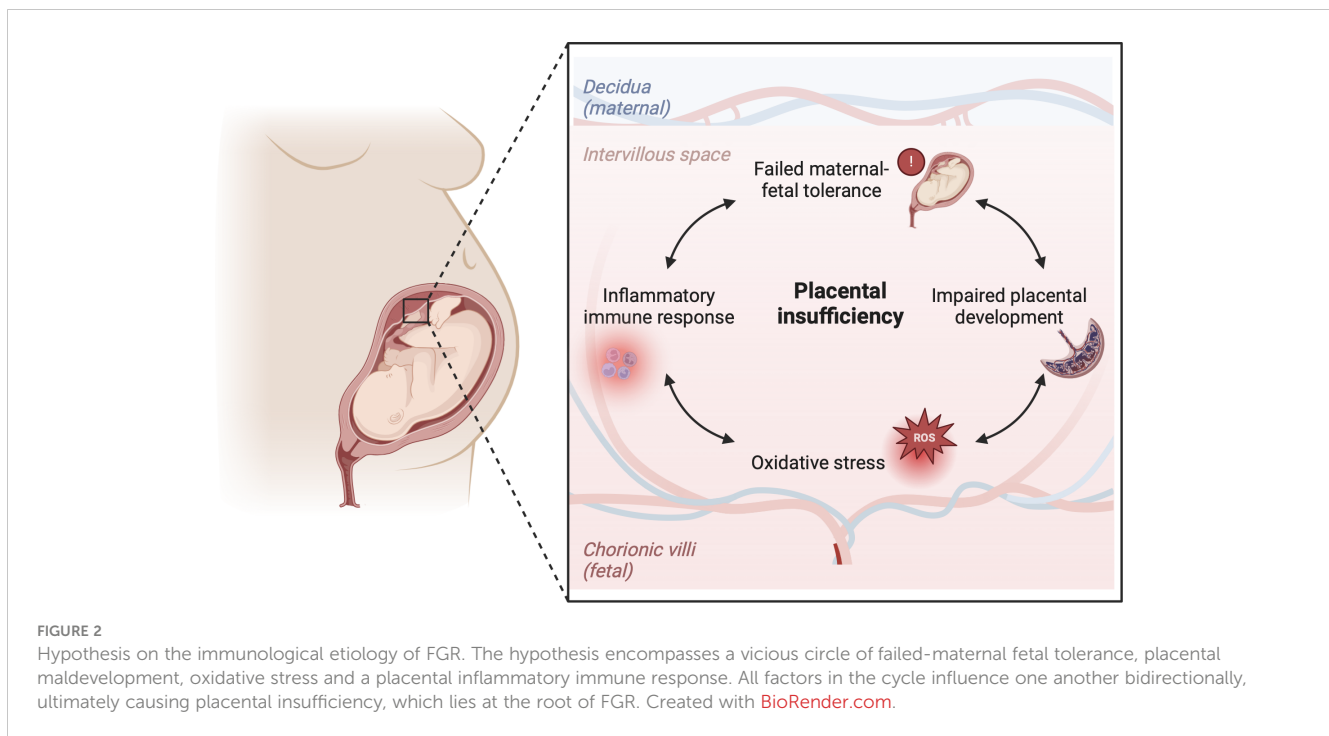 Decidua
(maternal)
Intervillous space
Failed maternal-
fetal tolerance
!
Inflammatory
immune response
Placental
insufficiency
Impaired placental
development
ROS
Oxidative stress
Chorionic villi
(fetal)
FIGURE 2
Hypothesis on the immunological etiology of FGR. The hypothesis encompasses a vicious circle of failed-maternal fetal tolerance, placental
maldevelopment, oxidative stress and a placental inflammatory immune response. All factors in the cycle influence one another bidirectionally,
ultimately causing placental insufficiency, which lies at the root of FGR. Created with BioRender.com.